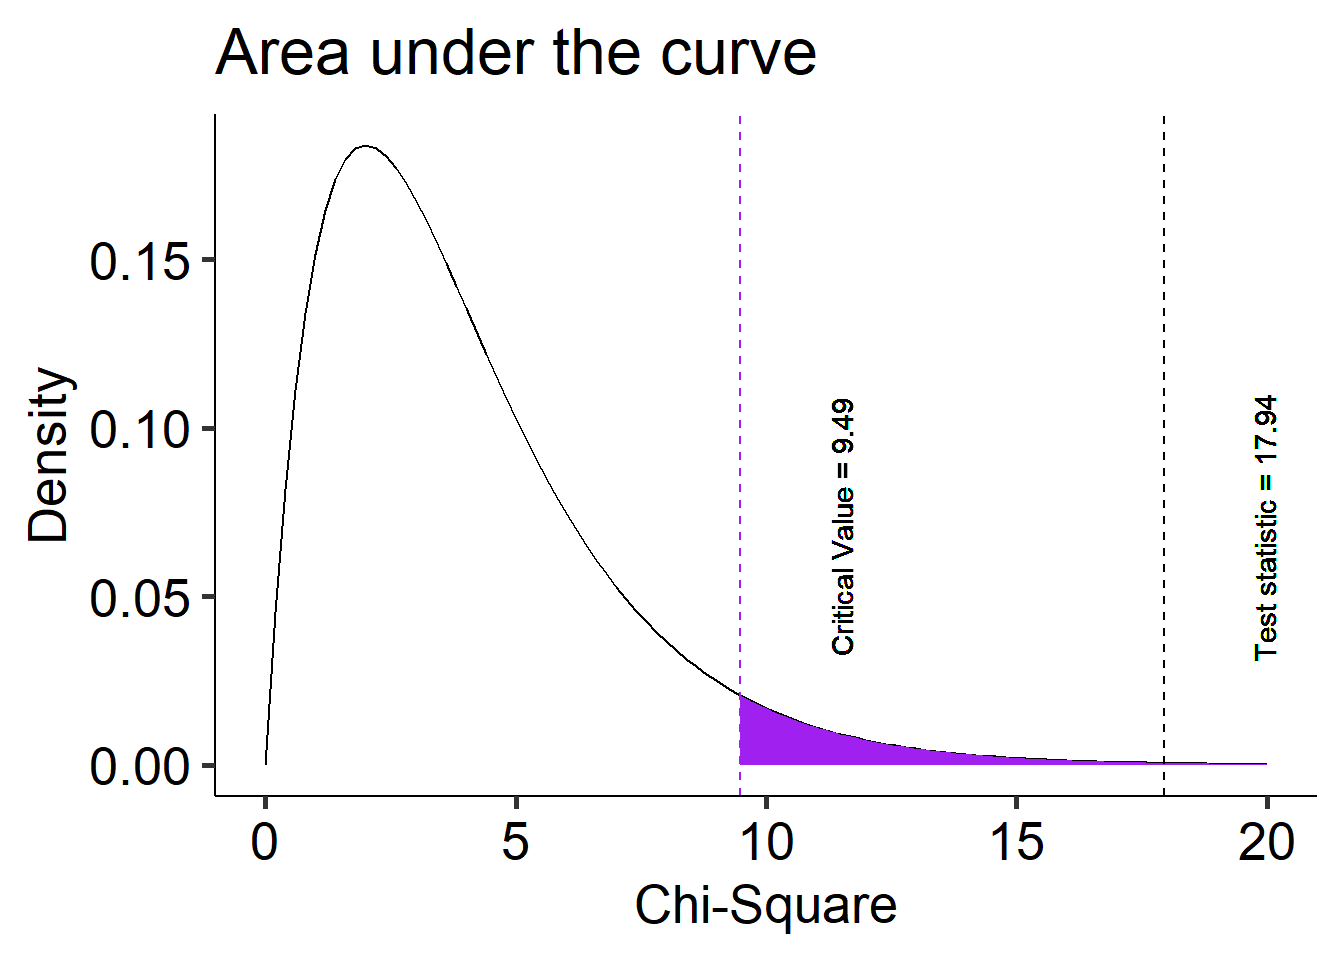 Area under the curve
Density
0.15
0.10
0.05
0.00
Critical Value = 9.49
Test statistic = 17.94
0 5 10 15 20
Chi-Square